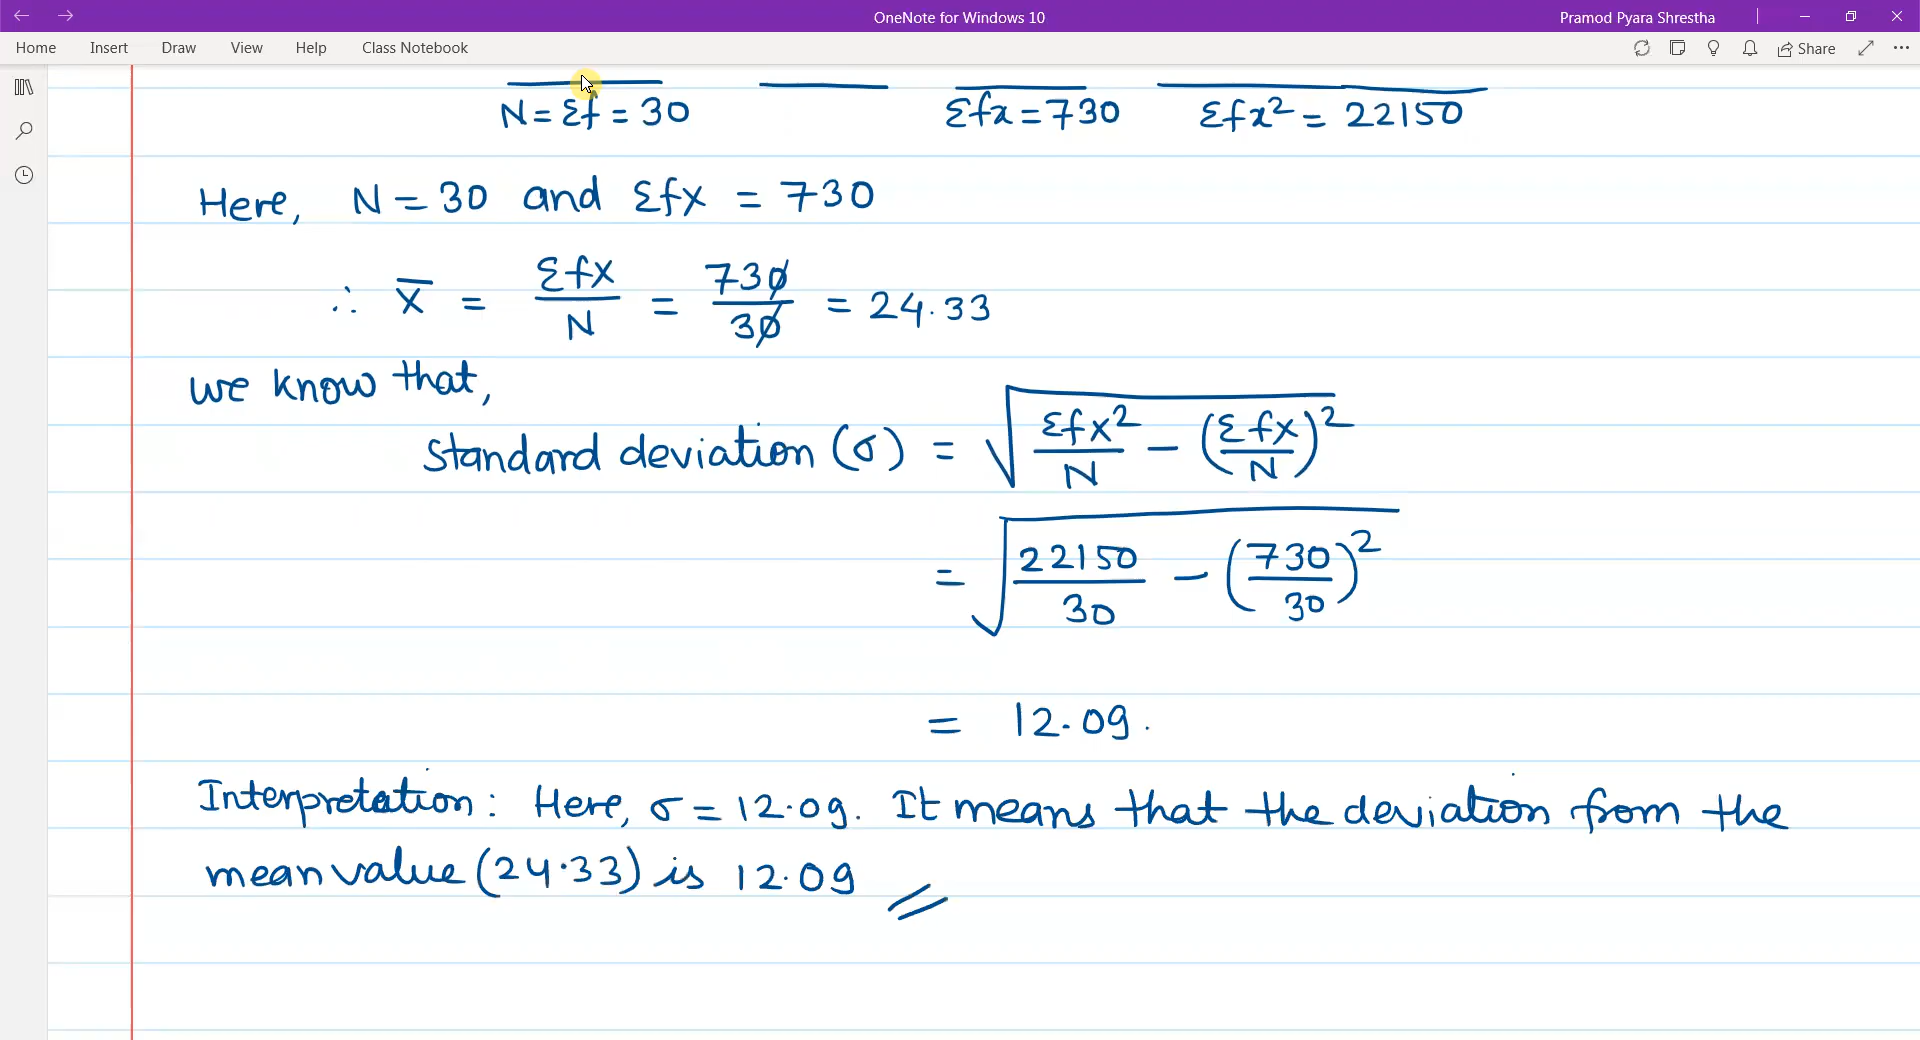 OneNote for Windows 10
Pramod Pyara Shrestha
Home Insert Draw View Help Class Notebook
Share
N = Σf = 30 Σfx = 730 Σfx² = 22150
Here, N = 30 and Σfx = 730
∴ X̄ = Σfx/N = 730/30 = 24.33
we know that,
Standard deviation (σ) = √(Σfx²/N − (Σfx/N)²)
= √(22150/30 − (730/30)²)
= 12.09.
Interpretation: Here, σ = 12.09. It means that the deviation from the
mean value (24.33) is 12.09